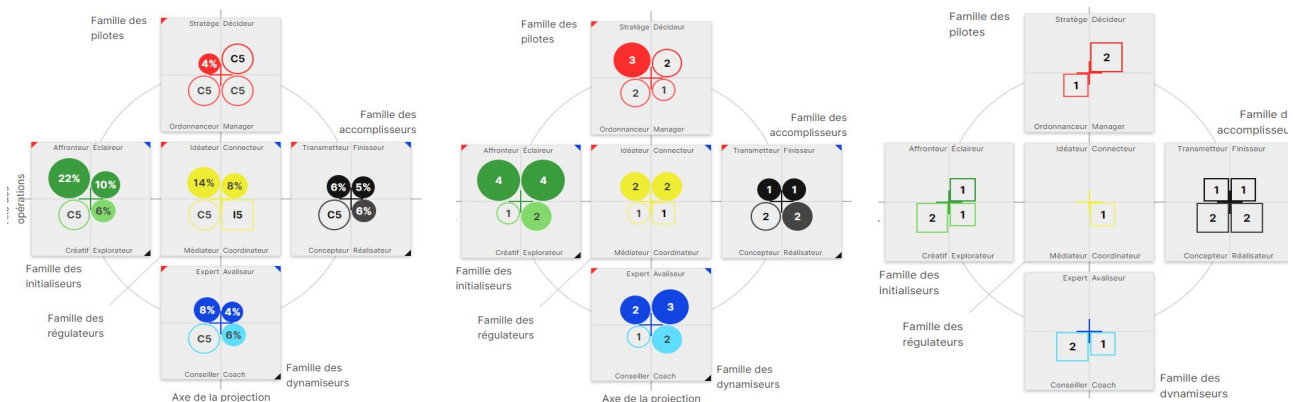 Famille des
pilotes
Stratège Décideur
4%
C5
C5
C5
Ordonnanceur Manager
Famille des
accomplisseurs
Affronteur Éclaireur
22%
10%
C5
6%
Créatif Explorateur
Idéateur Connecteur
14%
8%
C5
I5
Médiateur Coordinateur
Transmetteur Finisseur
6%
5%
C5
6%
Concepteur Réalisateur
opérations
Famille des
initialiseurs
Famille des
régulateurs
Expert Avaliseur
8%
4%
C5
6%
Conseiller Coach
Famille des
dynamiseurs
Axe de la projection
Famille des
pilotes
Stratège Décideur
3
2
2
1
Ordonnanceur Manager
Famille des
accomplisseurs
Affronteur Éclaireur
4
4
1
2
Créatif Explorateur
Idéateur Connecteur
2
2
1
1
Médiateur Coordinateur
Transmetteur Finisseur
1
1
2
2
Concepteur Réalisateur
Famille des
initialiseurs
Famille des
régulateurs
Expert Avaliseur
2
3
1
2
Conseiller Coach
Famille des
dynamiseurs
Axe de la projection
Famille des
pilotes
Stratège Décideur
2
1
Ordonnanceur Manager
Famille d
accomplisseu
Affronteur Éclaireur
1
2
1
Créatif Explorateur
Idéateur Connecteur
1
Médiateur Coordinateur
Transmetteur Finisseur
1
1
2
2
Concepteur Réalisateur
Famille des
initialiseurs
Famille des
régulateurs
Expert Avaliseur
2
1
Conseiller Coach
Famille des
dynamiseurs